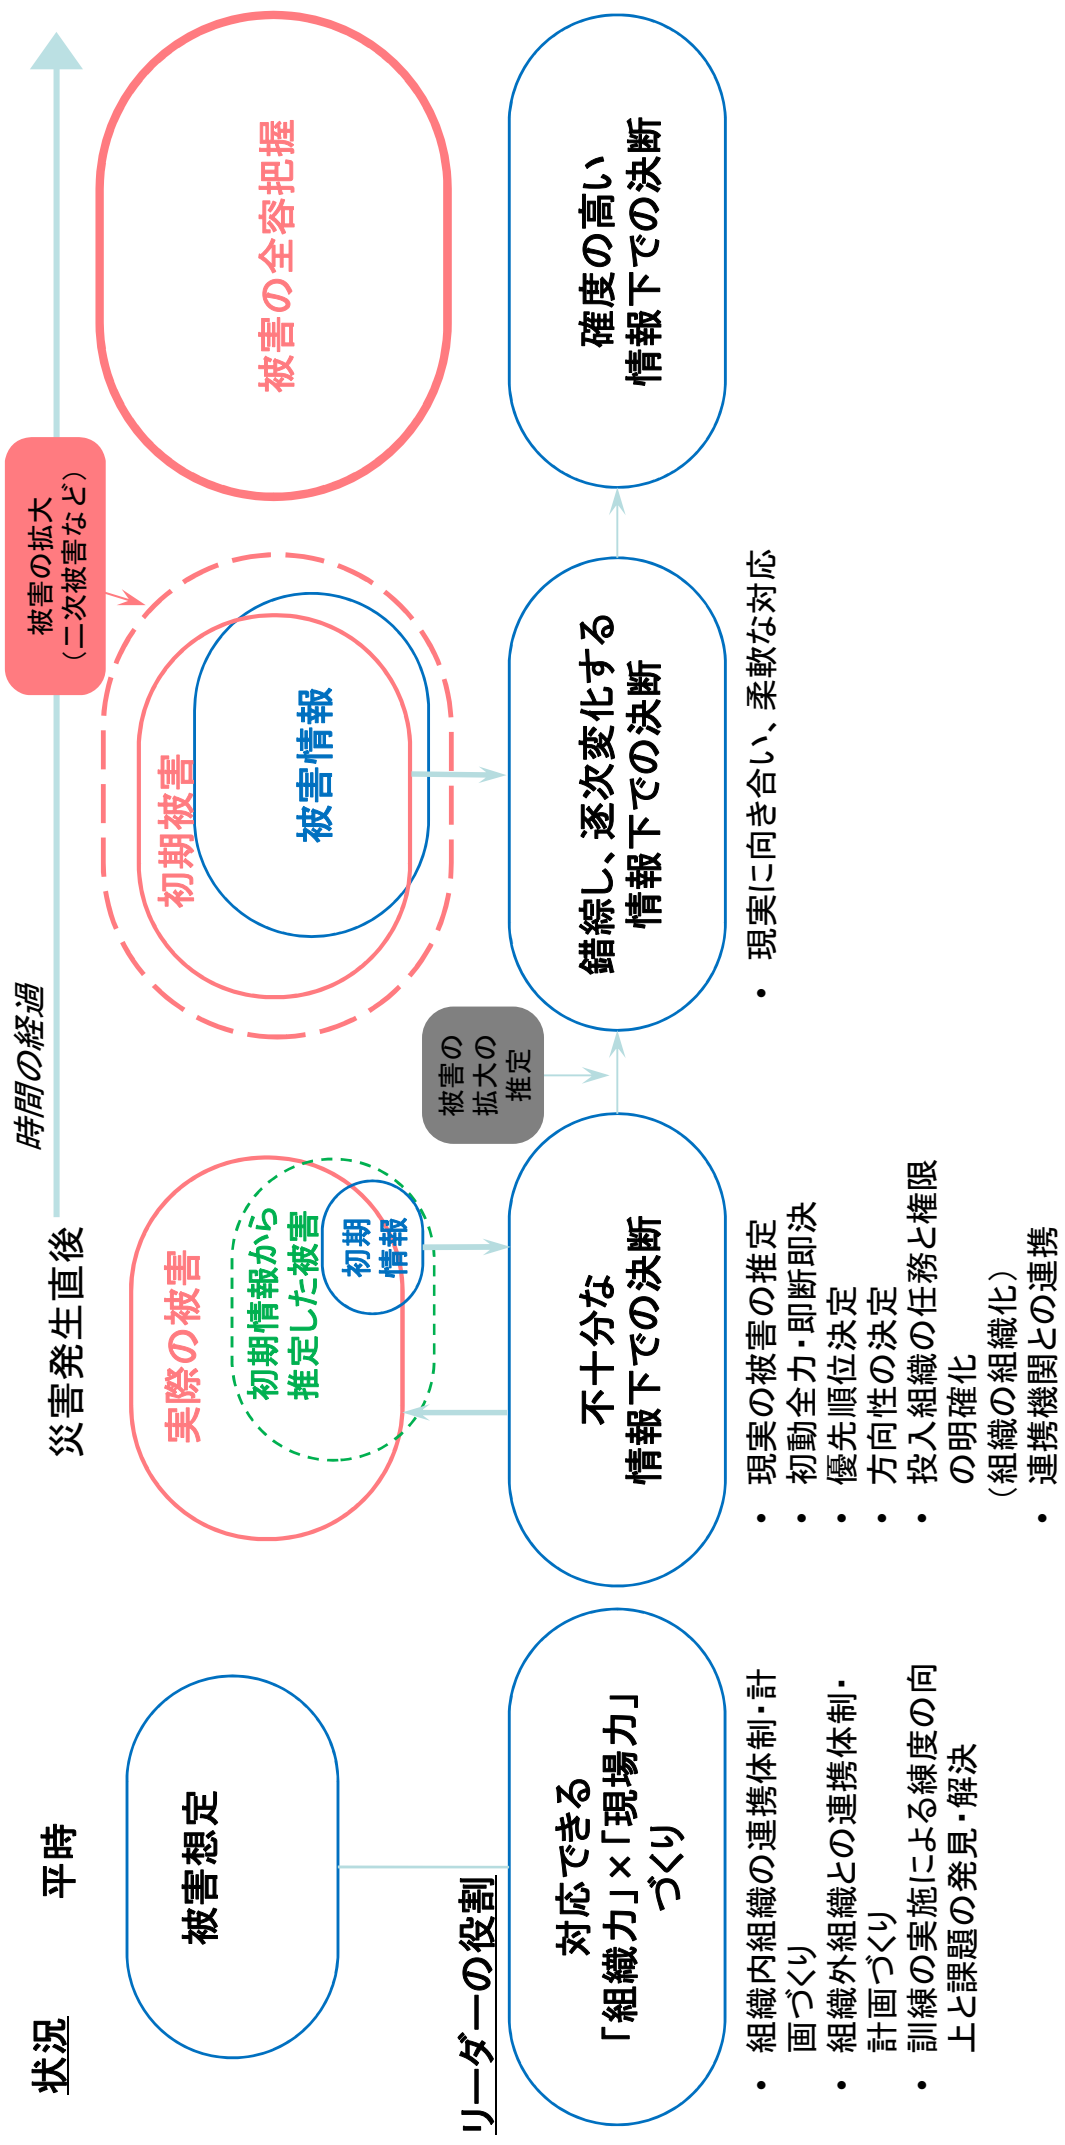 状況
平時
災害発生直後
時間の経過
被害の拡大
（二次被害など）
被害想定
実際の被害
初期情報から
推定した被害
初期
情報
初期被害
被害情報
被害の全容把握
リーダーの役割
被害の
拡大の
推定
対応できる
「組織力」×「現場力」
づくり
不十分な
情報下での決断
錯綜し、逐次変化する
情報下での決断
確度の高い
情報下での決断
• 組織内組織の連携体制・計
画づくり
• 組織外組織との連携体制・
計画づくり
• 訓練の実施による練度の向
上と課題の発見・解決
• 現実の被害の推定
• 初動全力・即断即決
• 優先順位決定
• 方向性の決定
• 投入組織の任務と権限
の明確化
（組織の組織化）
• 連携機関との連携
• 現実に向き合い、柔軟な対応